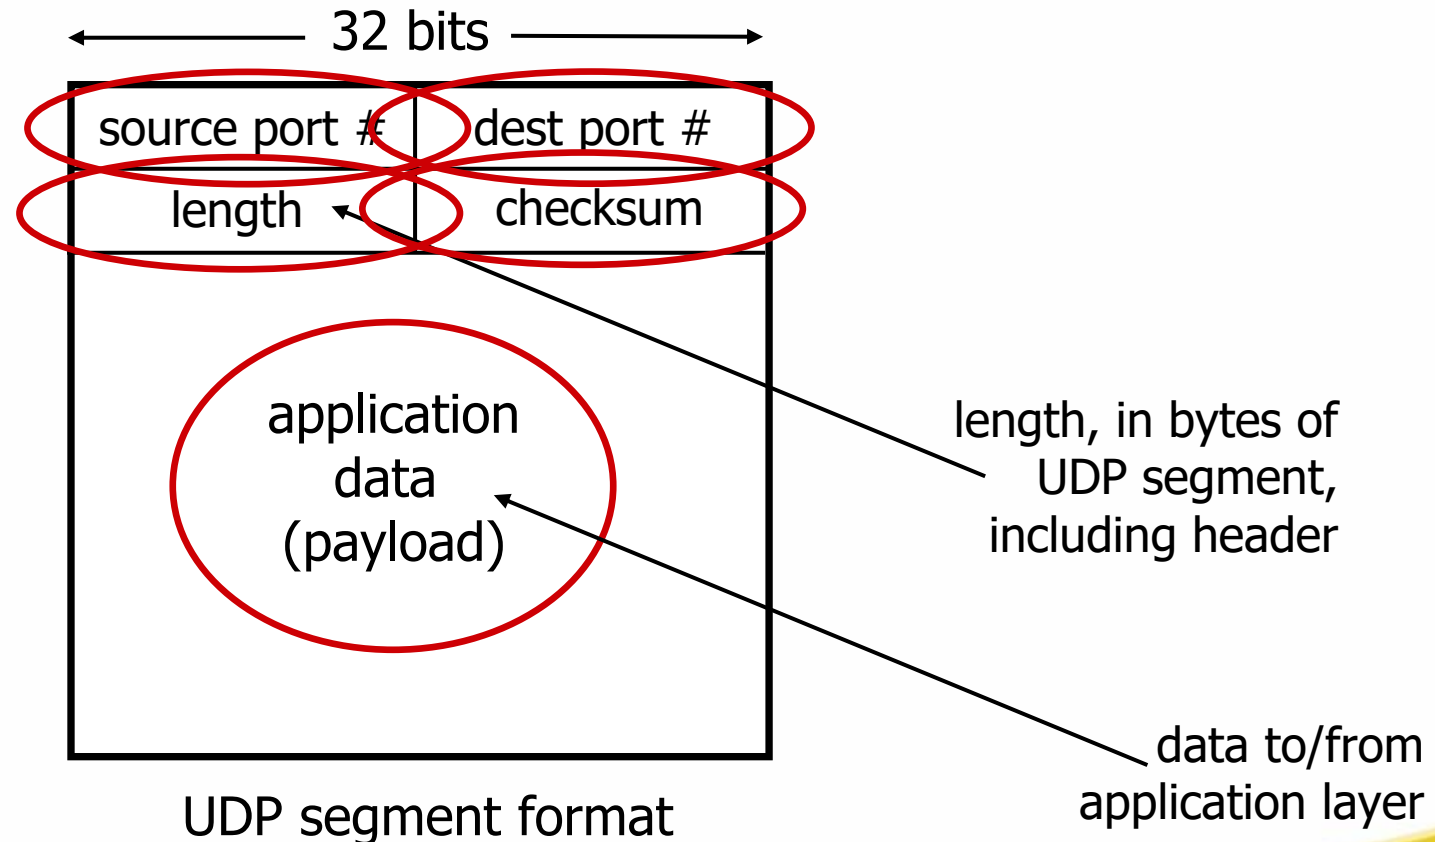 32 bits
source port #
dest port #
length
checksum
application
data
(payload)
length, in bytes of
UDP segment,
including header
data to/from
application layer
UDP segment format